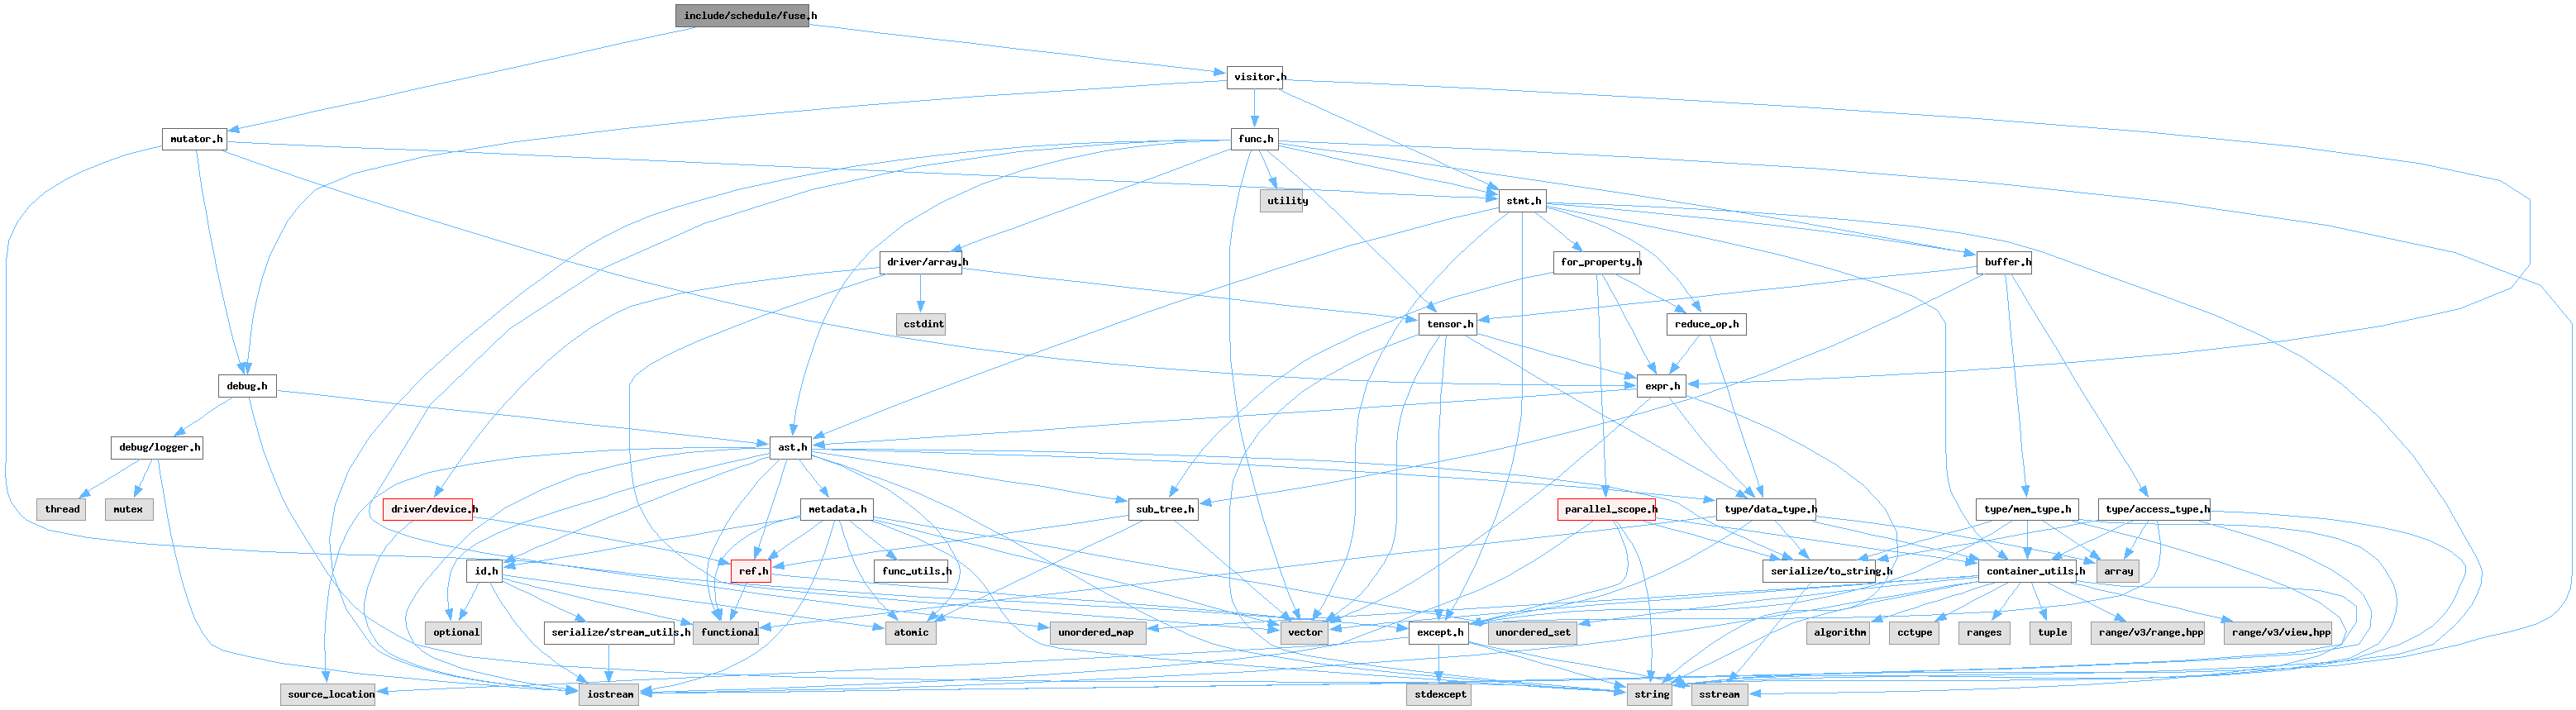 include/schedule/fuse.h
visitor.h
mutator.h
func.h
utility
stmt.h
driver/array.h
for_property.h
buffer.h
cstdint
tensor.h
reduce_op.h
debug.h
expr.h
debug/logger.h
ast.h
thread
mutex
driver/device.h
metadata.h
sub_tree.h
parallel_scope.h
type/data_type.h
type/mem_type.h
type/access_type.h
id.h
ref.h
func_utils.h
serialize/to_string.h
container_utils.h
array
optional
serialize/stream_utils.h
functional
atomic
unordered_map
vector
except.h
unordered_set
algorithm
cctype
ranges
tuple
range/v3/range.hpp
range/v3/view.hpp
source_location
iostream
stdexcept
string
sstream